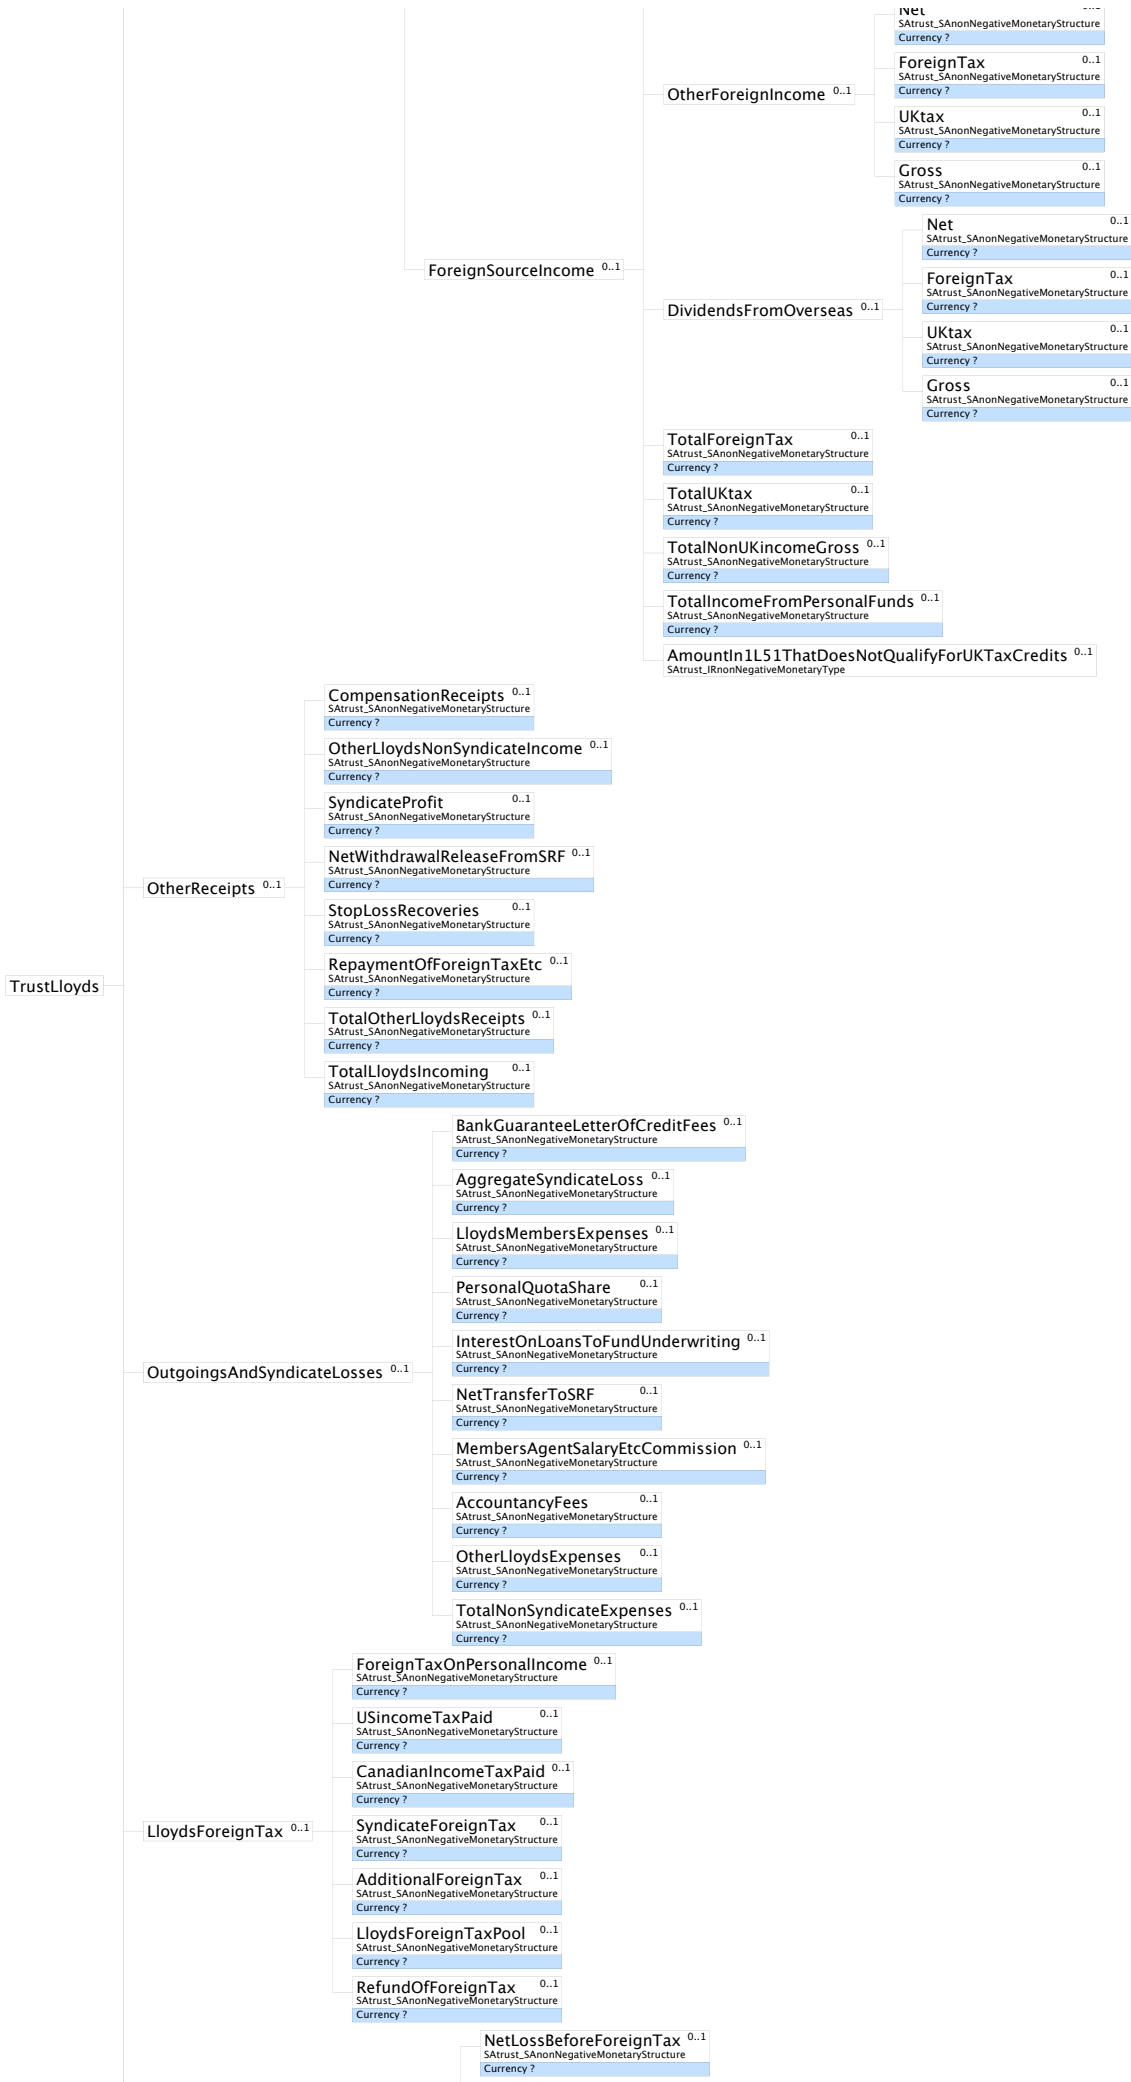 Net 0..1
SAtrust_SAnonNegativeMonetaryStructure
Currency ?
ForeignTax 0..1
SAtrust_SAnonNegativeMonetaryStructure
Currency ?
OtherForeignIncome 0..1
UKtax 0..1
SAtrust_SAnonNegativeMonetaryStructure
Currency ?
Gross 0..1
SAtrust_SAnonNegativeMonetaryStructure
Currency ?
Net 0..1
SAtrust_SAnonNegativeMonetaryStructure
Currency ?
ForeignSourceIncome 0..1
ForeignTax 0..1
SAtrust_SAnonNegativeMonetaryStructure
Currency ?
DividendsFromOverseas 0..1
UKtax 0..1
SAtrust_SAnonNegativeMonetaryStructure
Currency ?
Gross 0..1
SAtrust_SAnonNegativeMonetaryStructure
Currency ?
TotalForeignTax 0..1
SAtrust_SAnonNegativeMonetaryStructure
Currency ?
TotalUKtax 0..1
SAtrust_SAnonNegativeMonetaryStructure
Currency ?
TotalNonUKincomeGross 0..1
SAtrust_SAnonNegativeMonetaryStructure
Currency ?
TotalIncomeFromPersonalFunds 0..1
SAtrust_SAnonNegativeMonetaryStructure
Currency ?
AmountIn1L51ThatDoesNotQualifyForUKTaxCredits 0..1
SAtrust_IRnonNegativeMonetaryType
CompensationReceipts 0..1
SAtrust_SAnonNegativeMonetaryStructure
Currency ?
OtherLloydsNonSyndicateIncome 0..1
SAtrust_SAnonNegativeMonetaryStructure
Currency ?
SyndicateProfit 0..1
SAtrust_SAnonNegativeMonetaryStructure
Currency ?
NetWithdrawalReleaseFromSRF 0..1
SAtrust_SAnonNegativeMonetaryStructure
Currency ?
OtherReceipts 0..1
StopLossRecoveries 0..1
SAtrust_SAnonNegativeMonetaryStructure
Currency ?
RepaymentOfForeignTaxEtc 0..1
SAtrust_SAnonNegativeMonetaryStructure
Currency ?
TrustLloyds
TotalOtherLloydsReceipts 0..1
SAtrust_SAnonNegativeMonetaryStructure
Currency ?
TotalLloydsIncoming 0..1
SAtrust_SAnonNegativeMonetaryStructure
Currency ?
BankGuaranteeLetterOfCreditFees 0..1
SAtrust_SAnonNegativeMonetaryStructure
Currency ?
AggregateSyndicateLoss 0..1
SAtrust_SAnonNegativeMonetaryStructure
Currency ?
LloydsMembersExpenses 0..1
SAtrust_SAnonNegativeMonetaryStructure
Currency ?
PersonalQuotaShare 0..1
SAtrust_SAnonNegativeMonetaryStructure
Currency ?
InterestOnLoansToFundUnderwriting 0..1
SAtrust_SAnonNegativeMonetaryStructure
Currency ?
OutgoingsAndSyndicateLosses 0..1
NetTransferToSRF 0..1
SAtrust_SAnonNegativeMonetaryStructure
Currency ?
MembersAgentSalaryEtcCommission 0..1
SAtrust_SAnonNegativeMonetaryStructure
Currency ?
AccountancyFees 0..1
SAtrust_SAnonNegativeMonetaryStructure
Currency ?
OtherLloydsExpenses 0..1
SAtrust_SAnonNegativeMonetaryStructure
Currency ?
TotalNonSyndicateExpenses 0..1
SAtrust_SAnonNegativeMonetaryStructure
Currency ?
ForeignTaxOnPersonalIncome 0..1
SAtrust_SAnonNegativeMonetaryStructure
Currency ?
USincomeTaxPaid 0..1
SAtrust_SAnonNegativeMonetaryStructure
Currency ?
CanadianIncomeTaxPaid 0..1
SAtrust_SAnonNegativeMonetaryStructure
Currency ?
LloydsForeignTax 0..1
SyndicateForeignTax 0..1
SAtrust_SAnonNegativeMonetaryStructure
Currency ?
AdditionalForeignTax 0..1
SAtrust_SAnonNegativeMonetaryStructure
Currency ?
LloydsForeignTaxPool 0..1
SAtrust_SAnonNegativeMonetaryStructure
Currency ?
RefundOfForeignTax 0..1
SAtrust_SAnonNegativeMonetaryStructure
Currency ?
NetLossBeforeForeignTax 0..1
SAtrust_SAnonNegativeMonetaryStructure
Currency ?